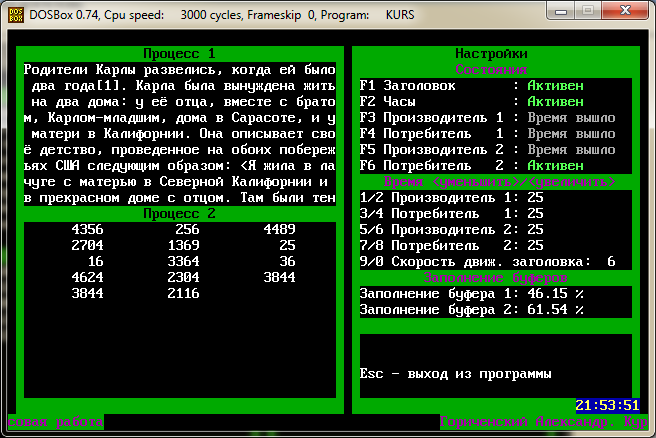 DOSBox 0.74, Cpu speed: 3000 cycles, Frameskip 0, Program: KURS
Процесс 1
Родители Карлы развелись, когда ей было
два года[1]. Карла была вынуждена жить
на два дома: у её отца, вместе с брато
м, Карлом-младшим, дома в Сарасоте, и у
матери в Калифорнии. Она описывает сво
ё детство, проведенное на обоих побереж
ьях США следующим образом: <Я жила в ла
чуге с матерью в Северной Калифорнии и
в прекрасном доме с отцом. Там были тен
Процесс 2
4356 256 4489
2704 1369 25
16 3364 36
4624 2304 3844
3844 2116
Настройки
Состояния
F1 Заголовок : Активен
F2 Часы : Активен
F3 Производитель 1 : Время вышло
F4 Потребитель 1 : Время вышло
F5 Производитель 2 : Время вышло
F6 Потребитель 2 : Активен
Время <уменьшить>/<увеличить>
1/2 Производитель 1: 25
3/4 Потребитель 1: 25
5/6 Производитель 2: 25
7/8 Потребитель 2: 25
9/0 Скорость движ. заголовка: 6
Заполнение буферов
Заполнение буфера 1: 46.15 %
Заполнение буфера 2: 61.54 %
Esc - выход из программы
21:53:51
совая работа Гориченский Александр. Кур